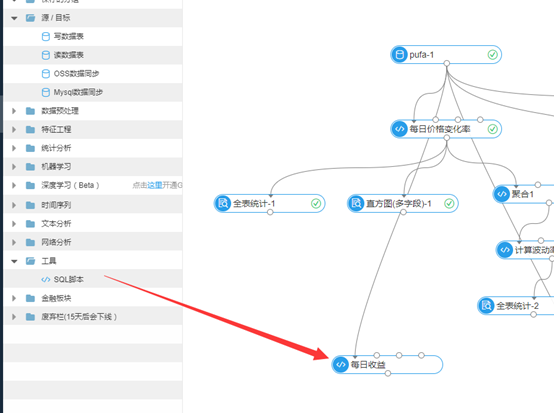 源 / 目标
写数据表
读数据表
OSS数据同步
Mysql数据同步
数据预处理
特征工程
统计分析
机器学习
深度学习（Beta） 点击这里开通G
时间序列
文本分析
网络分析
工具
SQL脚本
金融板块
废弃栏(15天后会下线)
pufa-1
每日价格变化率
全表统计-1
直方图(多字段)-1
聚合1
计算波动率
全表统计-2
每日收益